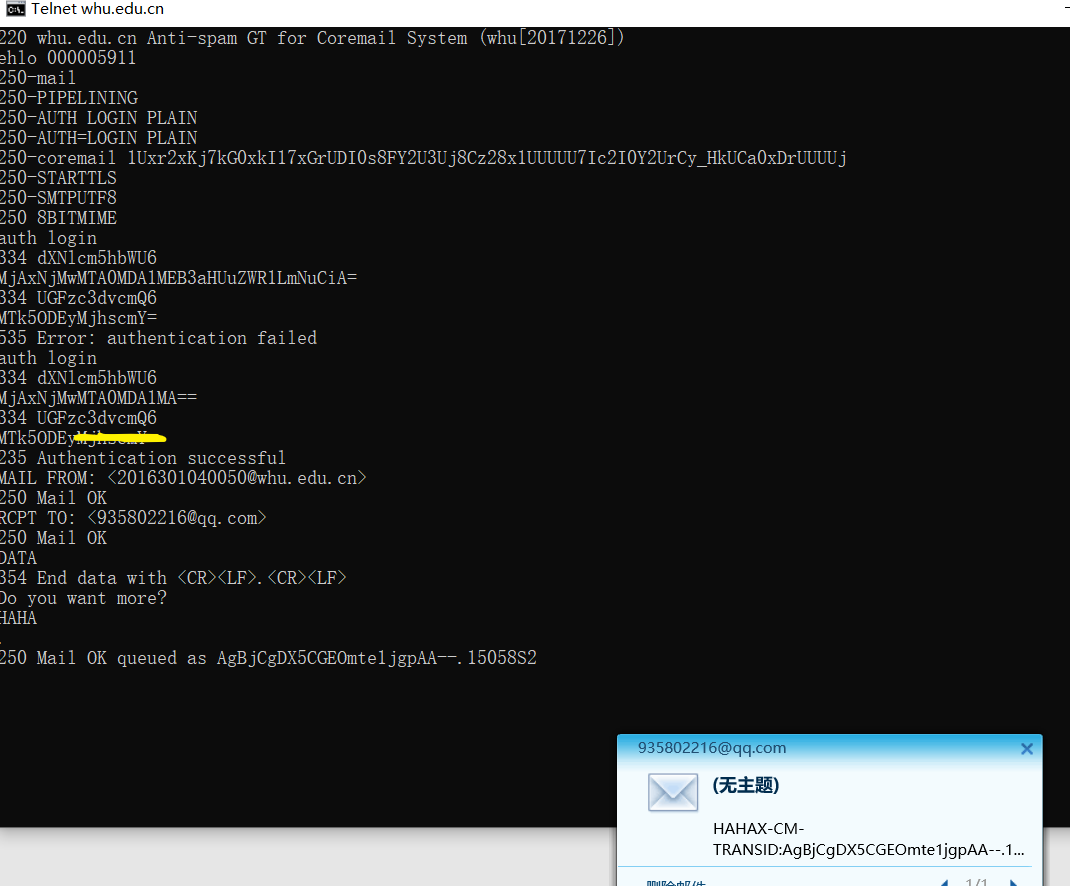 Telnet whu.edu.cn
220 whu.edu.cn Anti-spam GT for Coremail System (whu[20171226])
ehlo 000005911
250-mail
250-PIPELINING
250-AUTH LOGIN PLAIN
250-AUTH=LOGIN PLAIN
250-coremail 1Uxr2xKj7kG0xkI17xGrUDI0s8FY2U3Uj8Cz28x1UUUUU7Ic2I0Y2UrCy_HkUCa0xDrUUUUj
250-STARTTLS
250-SMTPUTF8
250 8BITMIME
auth login
334 dXNlcm5hbWU6
MjAxNjMwMTA0MDA1MEB3aHUuZWR1LmNuCiA=
334 UGFzc3dvcmQ6
MTk5ODEyMjhscmY=
535 Error: authentication failed
auth login
334 dXNlcm5hbWU6
MjAxNjMwMTA0MDA1MA==
334 UGFzc3dvcmQ6
MTk5ODEy
235 Authentication successful
MAIL FROM: <2016301040050@whu.edu.cn>
250 Mail OK
RCPT TO: <935802216@qq.com>
250 Mail OK
DATA
354 End data with <CR><LF>.<CR><LF>
Do you want more?
HAHA
.
250 Mail OK queued as AgBjCgDX5CGEOmte1jgpAA--.15058S2
935802216@qq.com
(无主题)
HAHAX-CM-
TRANSID:AgBjCgDX5CGEOmte1jgpAA--.1...
删除邮件 1/1